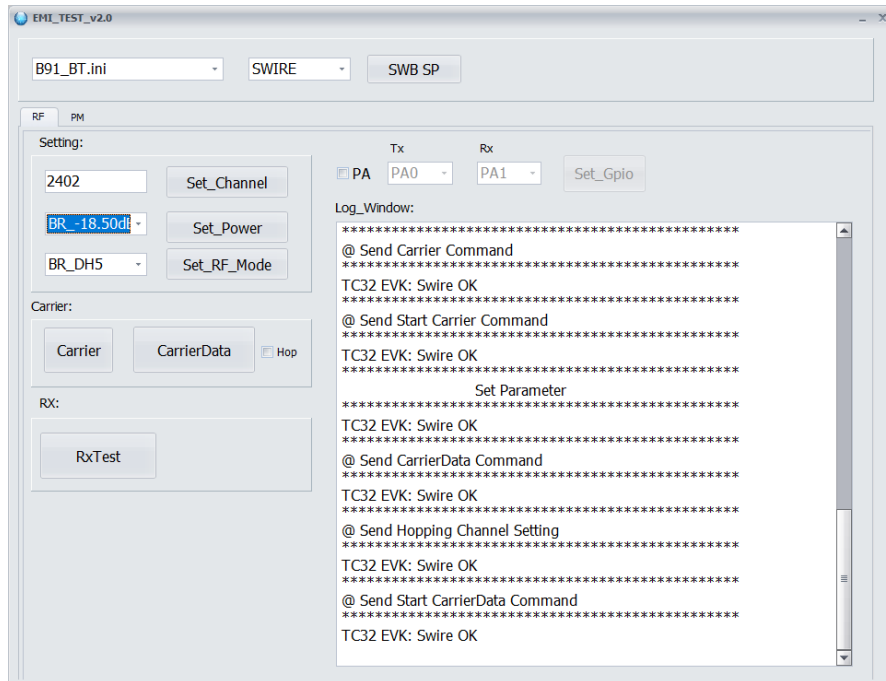 EMI_TEST_v2.0
B91_BT.ini SWIRE SWB SP
RF PM
Setting:
2402 Set_Channel
BR_-18.50dB Set_Power
BR_DH5 Set_RF_Mode
Carrier:
Carrier CarrierData Hop
RX:
RxTest
Tx Rx
PA PA0 PA1 Set_Gpio
Log_Window:
************************************************
@ Send Carrier Command
************************************************
TC32 EVK: Swire OK
************************************************
@ Send Start Carrier Command
************************************************
TC32 EVK: Swire OK
************************************************
Set Parameter
************************************************
TC32 EVK: Swire OK
************************************************
@ Send CarrierData Command
************************************************
TC32 EVK: Swire OK
************************************************
@ Send Hopping Channel Setting
************************************************
TC32 EVK: Swire OK
************************************************
@ Send Start CarrierData Command
************************************************
TC32 EVK: Swire OK